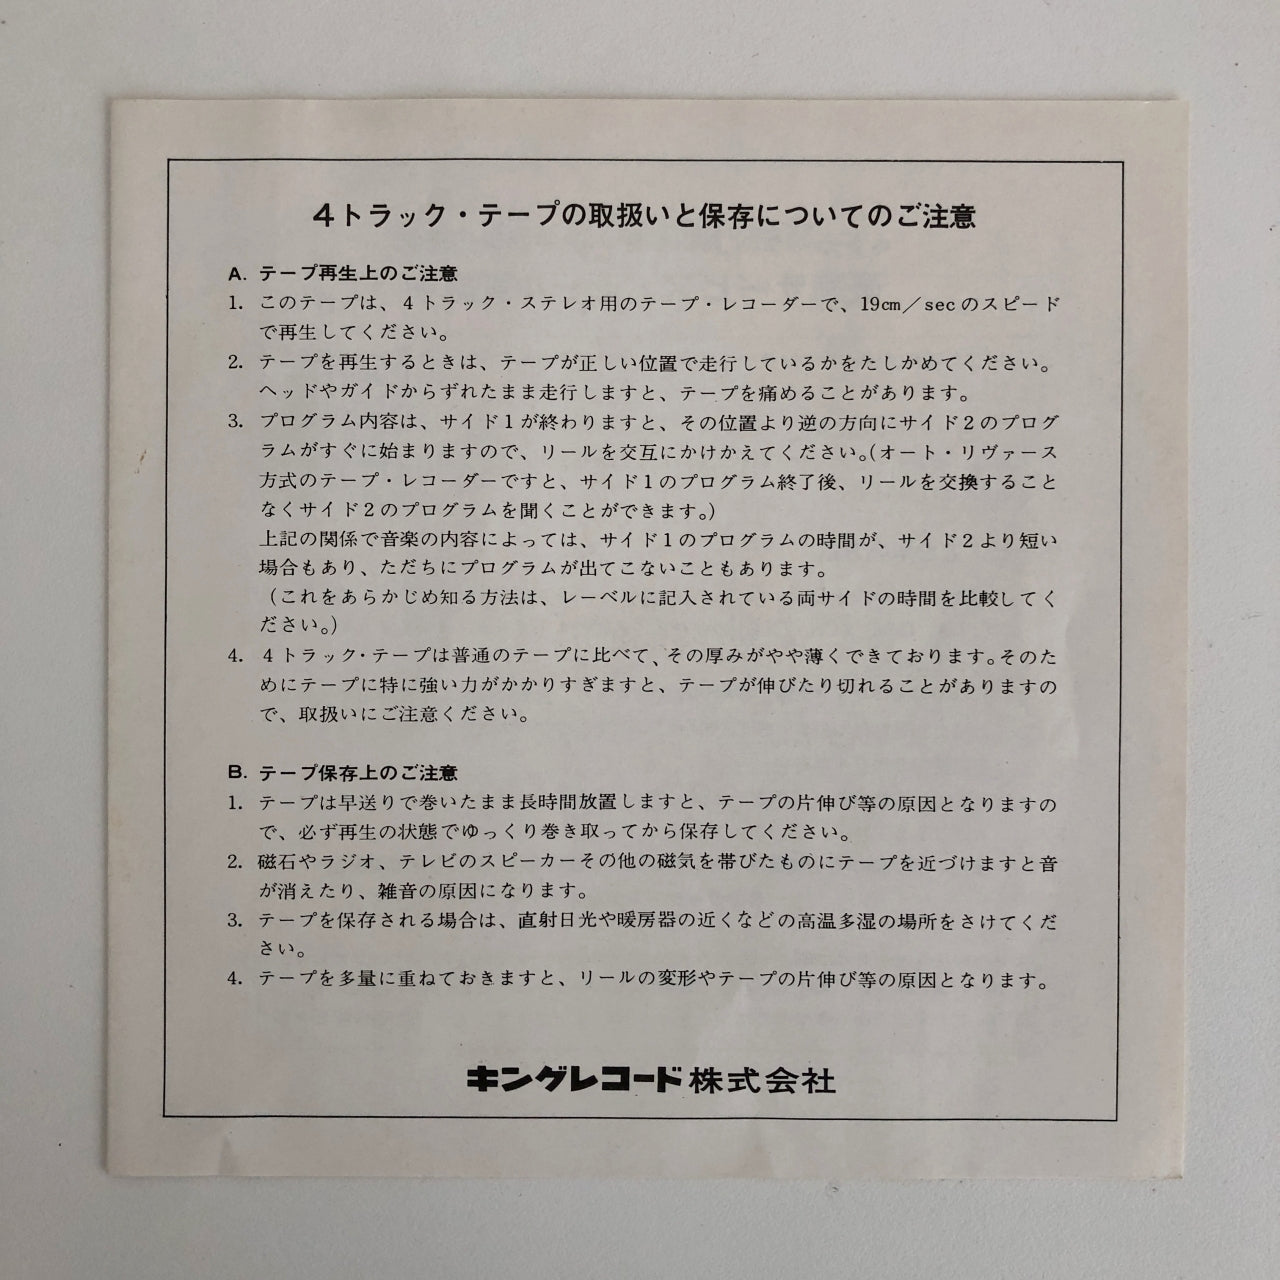 4トラック・テープの取扱いと保存についてのご注意
A. テープ再生上のご注意
1. このテープは、4トラック・ステレオ用のテープ・レコーダーで、19cm／secのスピード
で再生してください。
2. テープを再生するときは、テープが正しい位置で走行しているかをたしかめてください。
ヘッドやガイドからずれたまま走行しますと、テープを痛めることがあります。
3. プログラム内容は、サイド1が終わりますと、その位置より逆の方向にサイド2のプログ
ラムがすぐに始まりますので、リールを交互にかけかえてください。(オート・リヴァース
方式のテープ・レコーダーですと、サイド1のプログラム終了後、リールを交換すること
なくサイド2のプログラムを聞くことができます。)
上記の関係で音楽の内容によっては、サイド1のプログラムの時間が、サイド2より短い
場合もあり、ただちにプログラムが出てこないこともあります。
(これをあらかじめ知る方法は、レーベルに記入されている両サイドの時間を比較してく
ださい。)
4. 4トラック・テープは普通のテープに比べて、その厚みがやや薄くできております。そのた
めにテープに特に強い力がかかりすぎますと、テープが伸びたり切れることがありますの
で、取扱いにご注意ください。
B. テープ保存上のご注意
1. テープは早送りで巻いたまま長時間放置しますと、テープの片伸び等の原因となりますの
で、必ず再生の状態でゆっくり巻き取ってから保存してください。
2. 磁石やラジオ、テレビのスピーカーその他の磁気を帯びたものにテープを近づけますと音
が消えたり、雑音の原因になります。
3. テープを保存される場合は、直射日光や暖房器の近くなどの高温多湿の場所をさけてくだ
さい。
4. テープを多量に重ねておきますと、リールの変形やテープの片伸び等の原因となります。
キングレコード株式会社